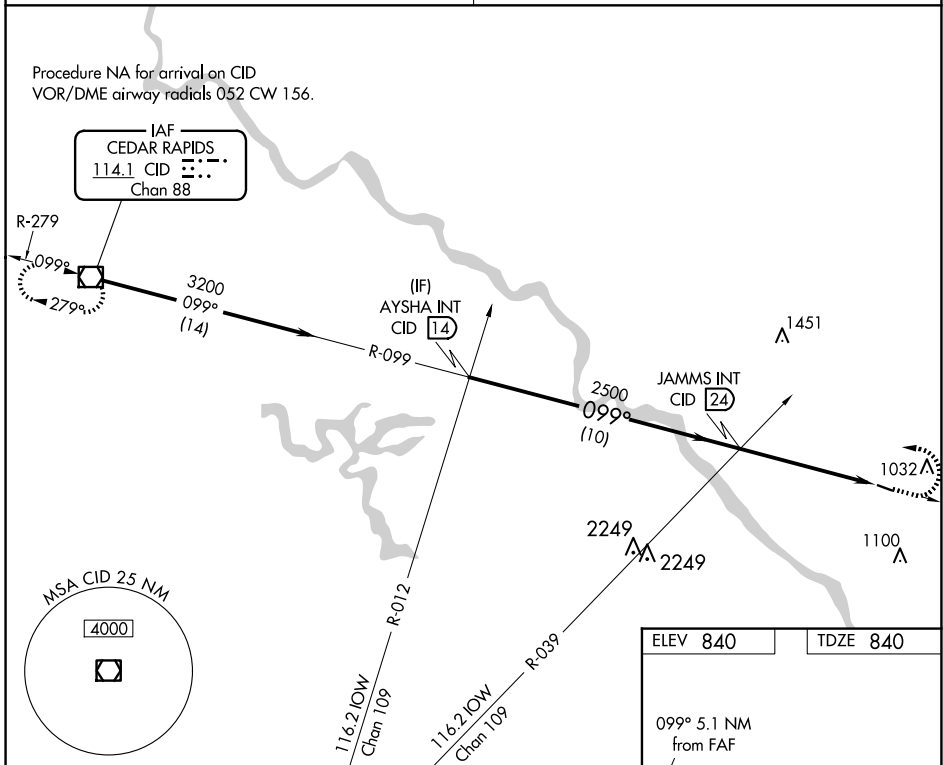 Procedure NA for arrival on CID
VOR/DME airway radials 052 CW 156.
IAF
CEDAR RAPIDS
114.1 CID
Chan 88
R-279
099°
279°
3200
099°
(14)
(IF)
AYSHA INT
CID 14
R-099
2500
099°
(10)
JAMMS INT
CID 24
1451
1032
1100
2249
2249
R-012
R-039
116.2 IOW
Chan 109
116.2 IOW
Chan 109
MSA CID 25 NM
4000
ELEV 840
TDZE 840
099° 5.1 NM
from FAF